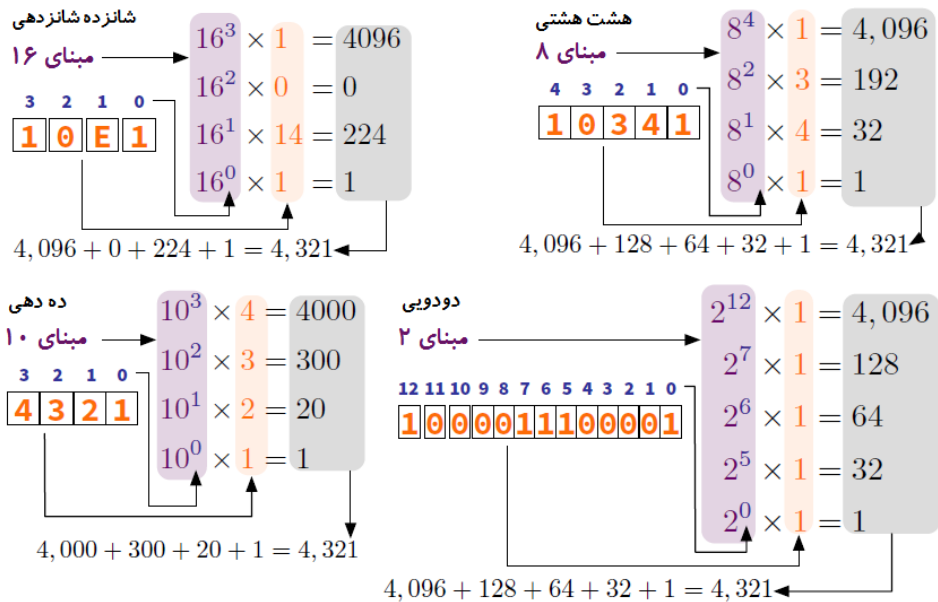 شانزده شانزدهی
مبنای ۱۶
3 2 1 0
1 0 E 1
16^3 × 1 = 4096
16^2 × 0 = 0
16^1 × 14 = 224
16^0 × 1 = 1
4,096 + 0 + 224 + 1 = 4,321
هشت هشتی
مبنای ۸
4 3 2 1 0
1 0 3 4 1
8^4 × 1 = 4,096
8^2 × 3 = 192
8^1 × 4 = 32
8^0 × 1 = 1
4,096 + 128 + 64 + 32 + 1 = 4,321
ده دهی
مبنای ۱۰
3 2 1 0
4 3 2 1
10^3 × 4 = 4000
10^2 × 3 = 300
10^1 × 2 = 20
10^0 × 1 = 1
4,000 + 300 + 20 + 1 = 4,321
دودویی
مبنای ۲
12 11 10 9 8 7 6 5 4 3 2 1 0
1 0 0 0 0 1 1 1 0 0 0 0 1
2^12 × 1 = 4,096
2^7 × 1 = 128
2^6 × 1 = 64
2^5 × 1 = 32
2^0 × 1 = 1
4,096 + 128 + 64 + 32 + 1 = 4,321